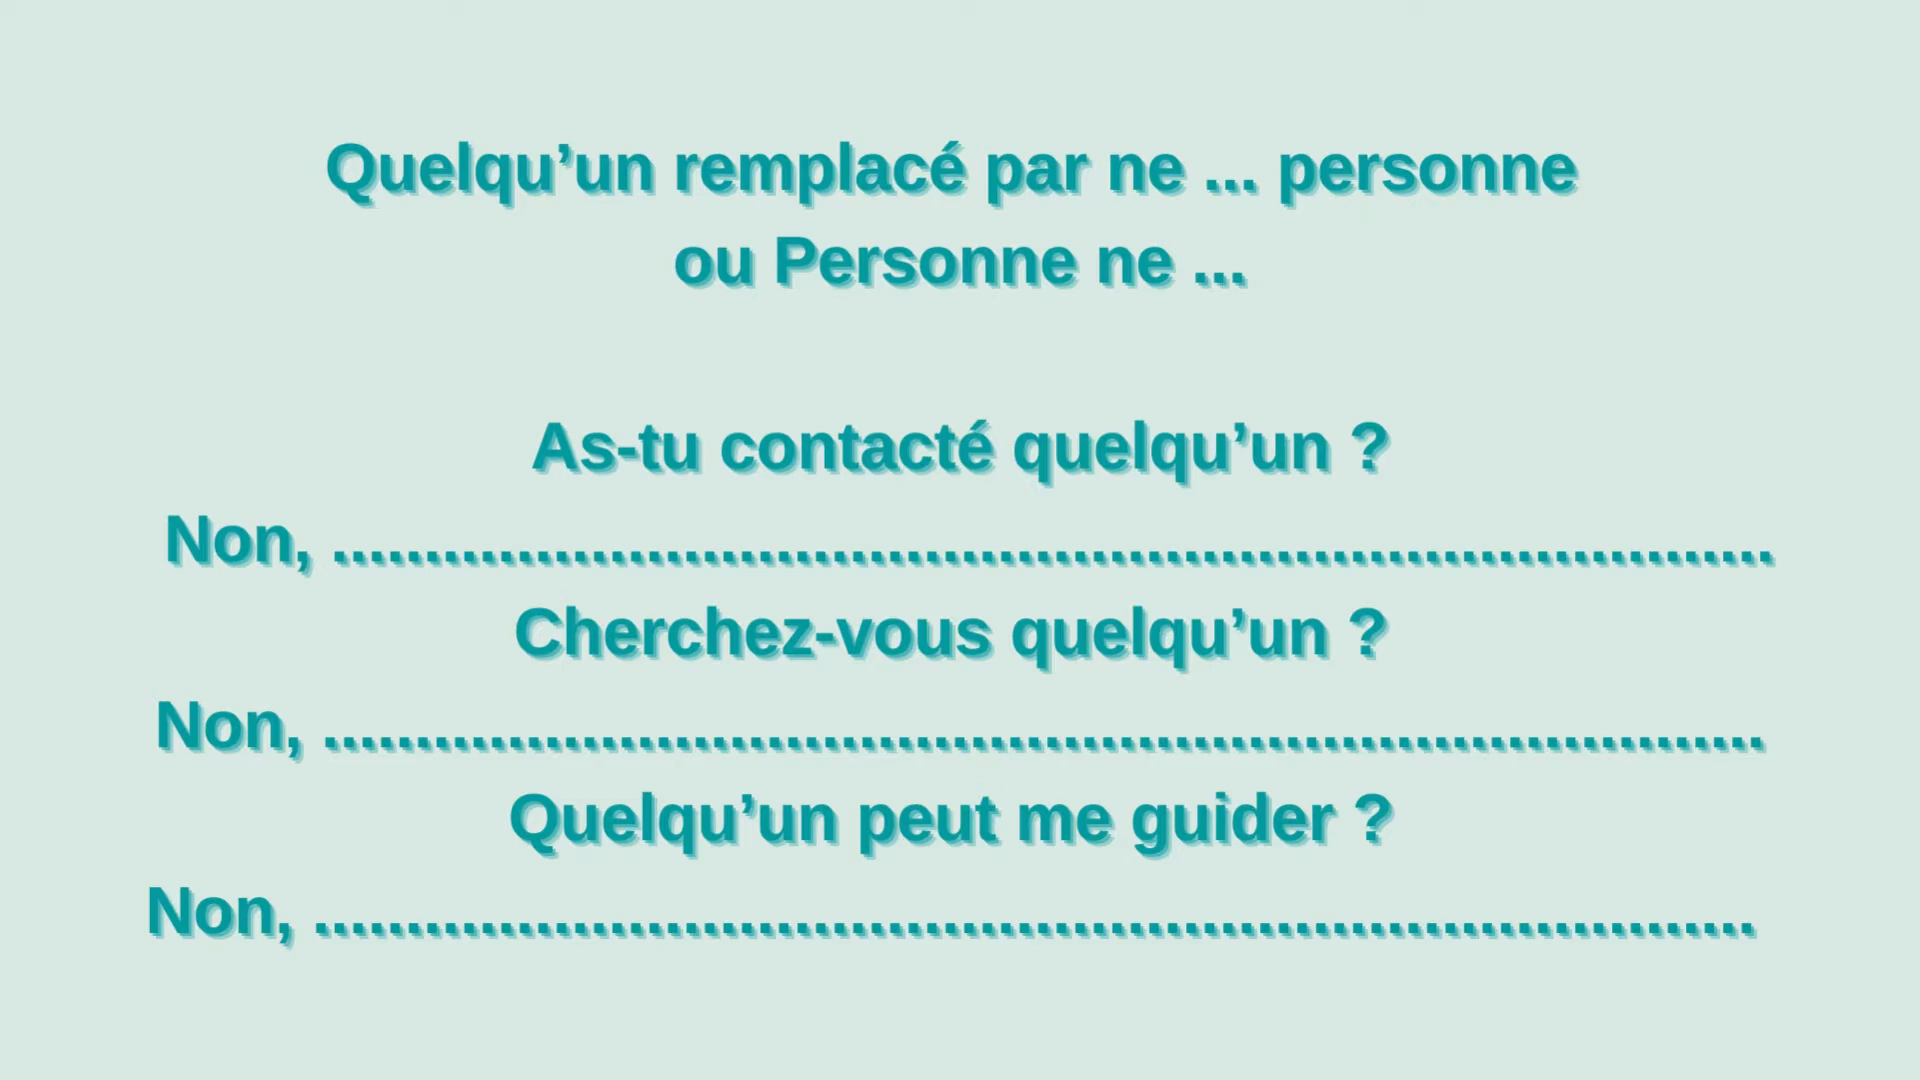 Quelqu’un remplacé par ne ... personne
ou Personne ne ...
As-tu contacté quelqu’un ?
Non, ..............................................................................
Cherchez-vous quelqu’un ?
Non, ..............................................................................
Quelqu’un peut me guider ?
Non, ..............................................................................